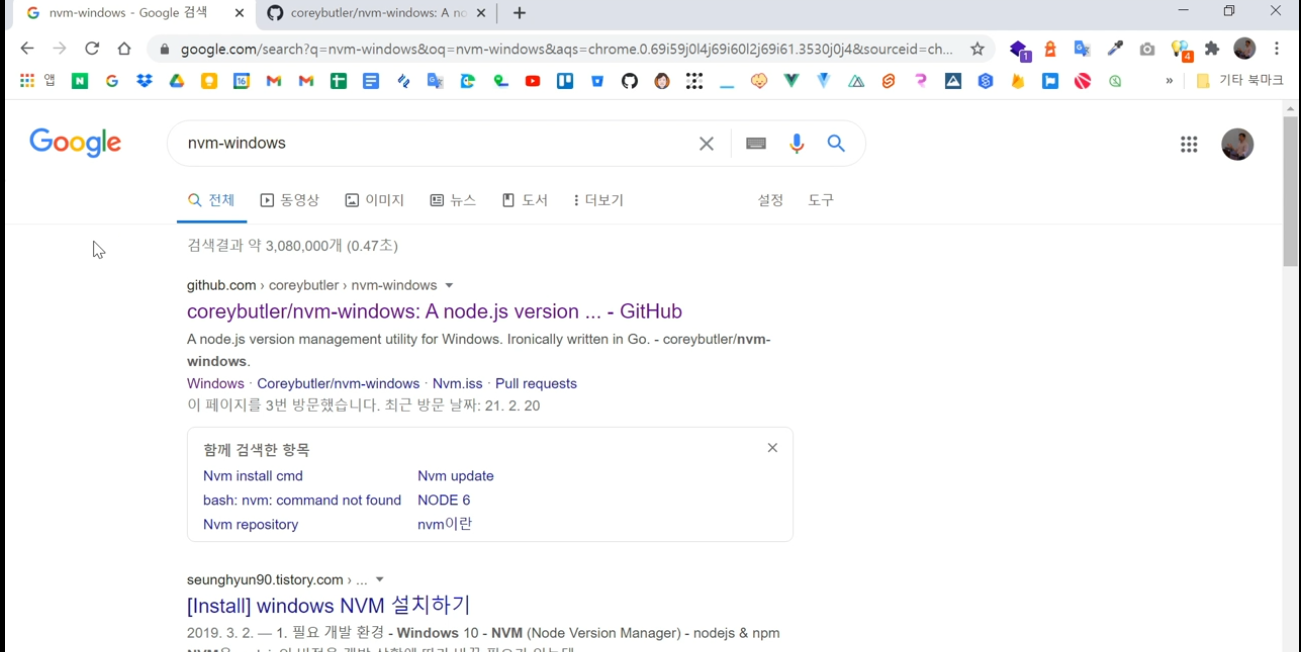 nvm-windows - Google 검색
coreybutler/nvm-windows: A no
google.com/search?q=nvm-windows&oq=nvm-windows&aqs=chrome.0.69i59j0l4j69i60l2j69i61.3530j0j4&sourceid=ch...
1
4
앱
N
G
16
»
기타 북마크
Google
nvm-windows
전체
동영상
이미지
뉴스
도서
더보기
설정
도구
검색결과 약 3,080,000개 (0.47초)
github.com › coreybutler › nvm-windows
coreybutler/nvm-windows: A node.js version ... - GitHub
A node.js version management utility for Windows. Ironically written in Go. - coreybutler/nvm-
windows.
Windows · Coreybutler/nvm-windows · Nvm.iss · Pull requests
이 페이지를 3번 방문했습니다. 최근 방문 날짜: 21. 2. 20
함께 검색한 항목
Nvm install cmd
Nvm update
bash: nvm: command not found
NODE 6
Nvm repository
nvm이란
seunghyun90.tistory.com › ...
[Install] windows NVM 설치하기
2019. 3. 2. — 1. 필요 개발 환경 - Windows 10 - NVM (Node Version Manager) - nodejs & npm